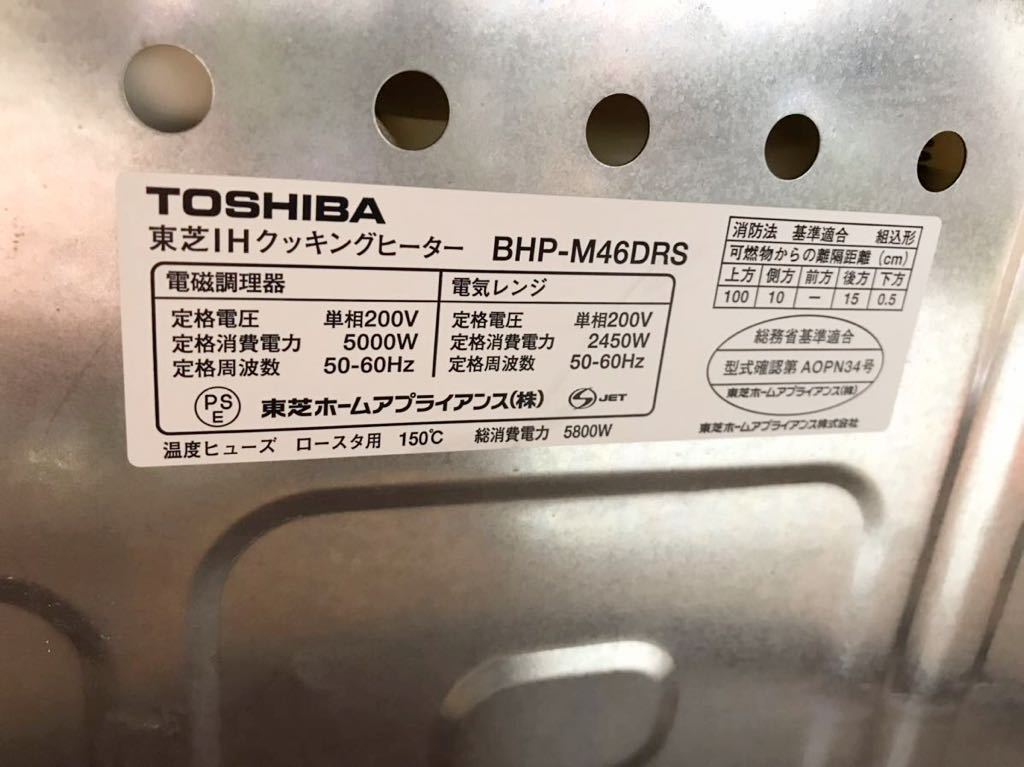 TOSHIBA
東芝IHクッキングヒーター BHP-M46DRS
電磁調理器
定格電圧 単相200V
定格消費電力 5000W
定格周波数 50-60Hz
電気レンジ
定格電圧 単相200V
定格消費電力 2450W
定格周波数 50-60Hz
PSE 東芝ホームアプライアンス(株) JET
温度ヒューズ ロースタ用 150℃ 総消費電力 5800W
消防法 基準適合 組込形
可燃物からの離隔距離(cm)
上方 側方 前方 後方 下方
100 10 － 15 0.5
総務省基準適合
型式確認第AOPN34号
東芝ホームアプライアンス(株)
東芝ホームアプライアンス株式会社